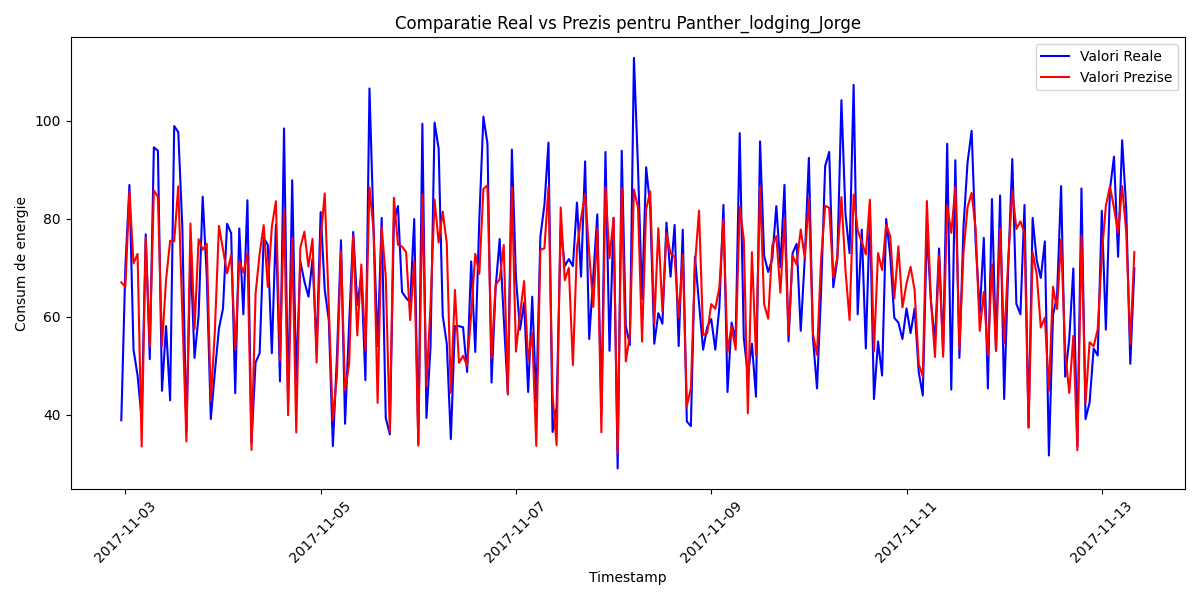 Comparatie Real vs Prezis pentru Panther_lodging_Jorge
Valori Reale
Valori Prezise
Consum de energie
100
80
60
40
2017-11-03
2017-11-05
2017-11-07
2017-11-09
2017-11-11
2017-11-13
Timestamp